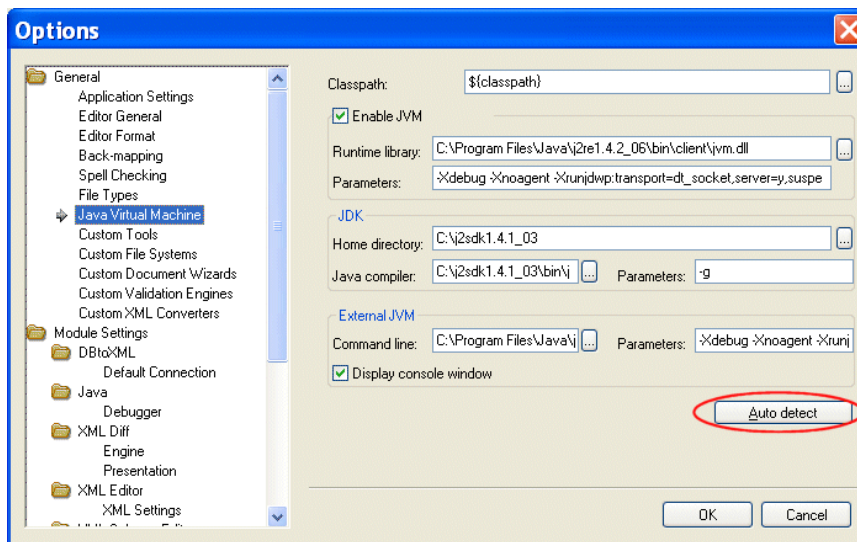 Options
General
Application Settings
Editor General
Editor Format
Back-mapping
Spell Checking
File Types
Java Virtual Machine
Custom Tools
Custom File Systems
Custom Document Wizards
Custom Validation Engines
Custom XML Converters
Module Settings
DBtoXML
Default Connection
Java
Debugger
XML Diff
Engine
Presentation
XML Editor
XML Settings
Classpath: ${classpath} ...
Enable JVM
Runtime library: C:\Program Files\Java\j2re1.4.2_06\bin\client\jvm.dll ...
Parameters: -Xdebug -Xnoagent -Xrunjdwp:transport=dt_socket,server=y,suspe
JDK
Home directory: C:\j2sdk1.4.1_03 ...
Java compiler: C:\j2sdk1.4.1_03\bin\j ... Parameters: -g
External JVM
Command line: C:\Program Files\Java\j ... Parameters: -Xdebug -Xnoagent -Xrunj
Display console window
Auto detect
OK Cancel